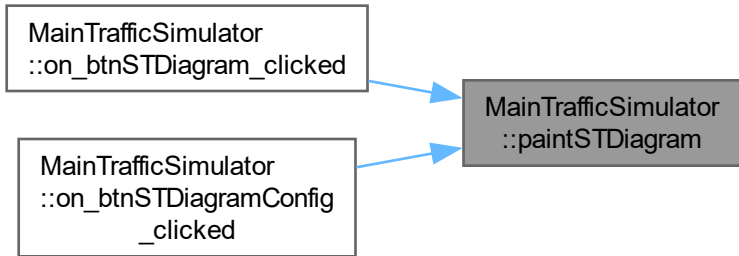 MainTrafficSimulator
::on_btnSTDiagram_clicked
MainTrafficSimulator
::paintSTDiagram
MainTrafficSimulator
::on_btnSTDiagramConfig
_clicked